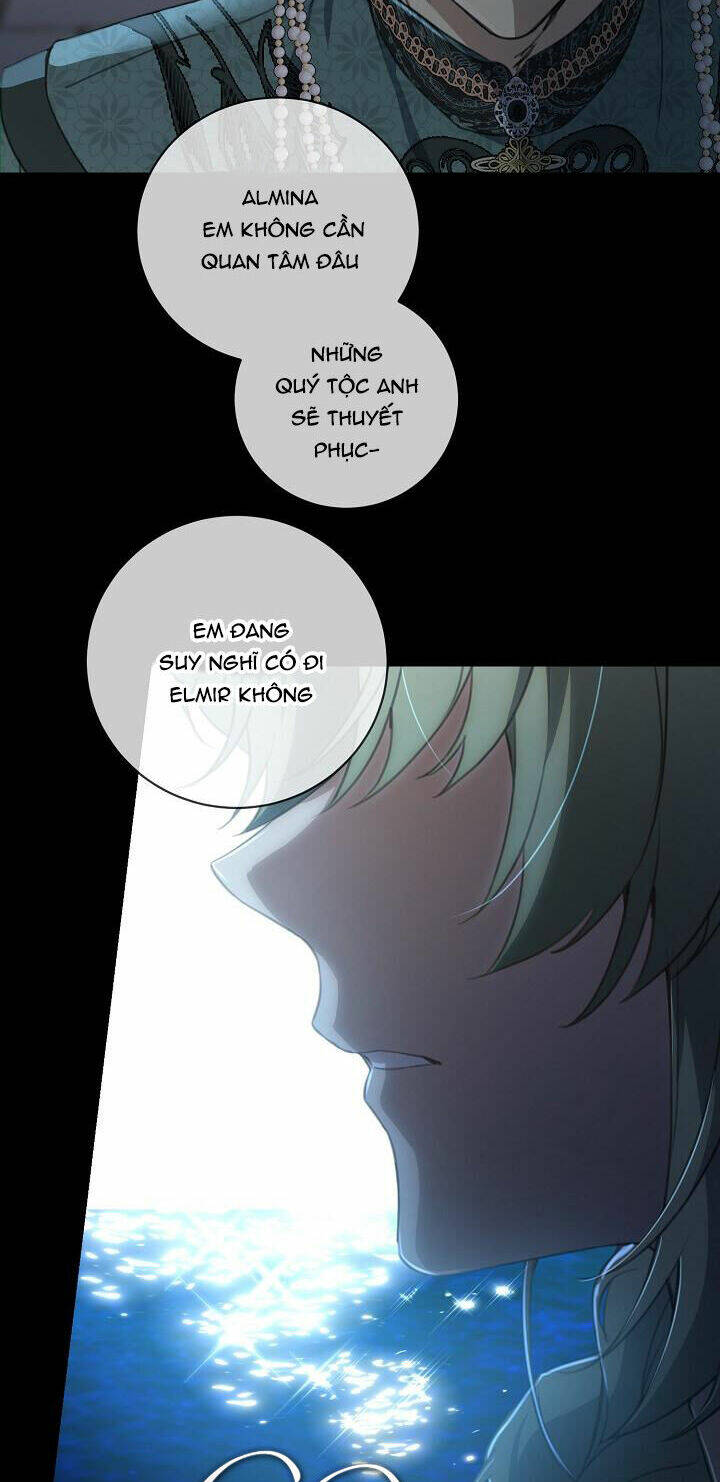 ALMINA
EM KHÔNG CẦN
QUAN TÂM ĐÂU
NHỮNG
QUÝ TỘC ANH
SẼ THUYẾT
PHỤC-
EM ĐANG
SUY NGHĨ CÓ ĐI
ELMIR KHÔNG